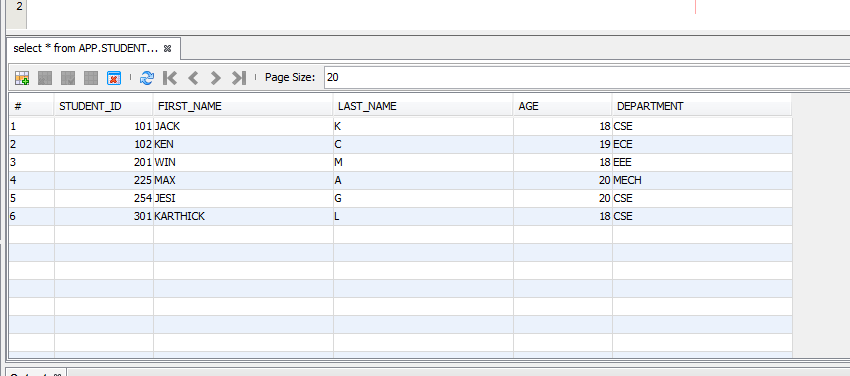 2
select * from APP.STUDENT...
Page Size: 20
# STUDENT_ID FIRST_NAME LAST_NAME AGE DEPARTMENT
1 101 JACK K 18 CSE
2 102 KEN C 19 ECE
3 201 WIN M 18 EEE
4 225 MAX A 20 MECH
5 254 JESI G 20 CSE
6 301 KARTHICK L 18 CSE